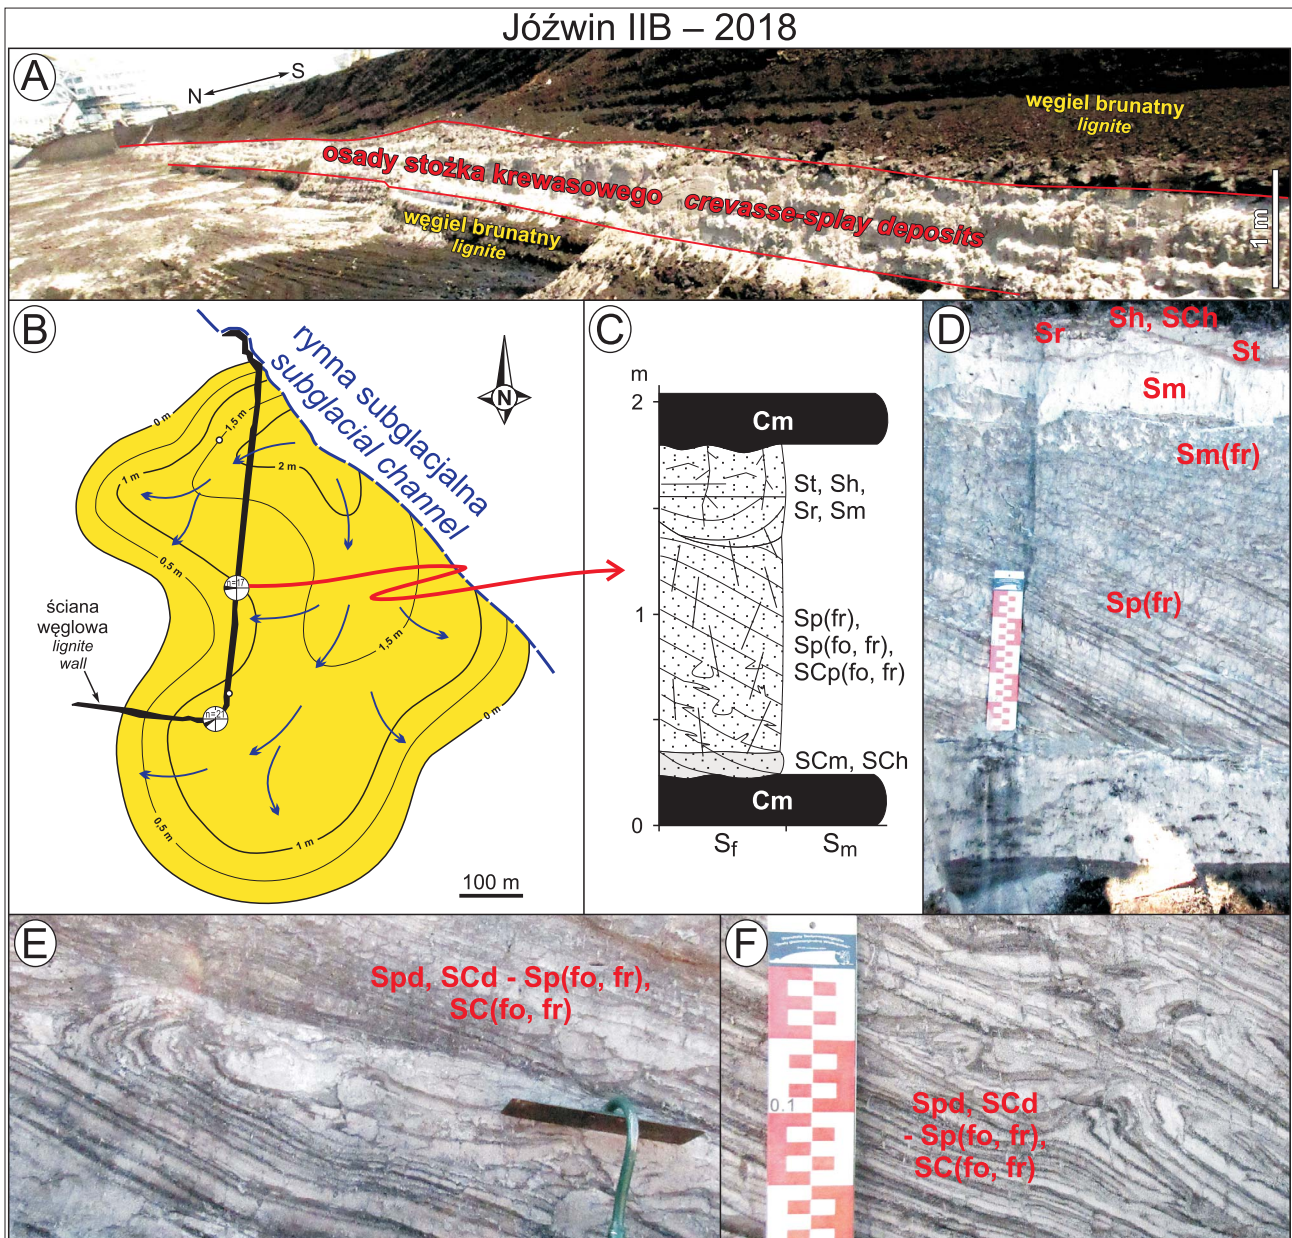 Jóźwin IIB – 2018
A
N
S
węgiel brunatny
lignite
osady stożka krewasowego crevasse-splay deposits
węgiel brunatny
lignite
1 m
B
rynna subglacjalna
subglacial channel
N
0 m
1,5 m
2 m
1 m
0,5 m
n=17
1,5 m
ściana
węglowa
lignite
wall
n=21
0 m
0,5 m
1 m
100 m
C
m
2
Cm
St, Sh,
Sr, Sm
1
Sp(fr),
Sp(fo, fr),
SCp(fo, fr)
SCm, SCh
Cm
0
Sf
Sm
D
Sh, SCh
Sr
St
Sm
Sm(fr)
Sp(fr)
E
Spd, SCd - Sp(fo, fr),
SC(fo, fr)
F
0.1
Spd, SCd
- Sp(fo, fr),
SC(fo, fr)